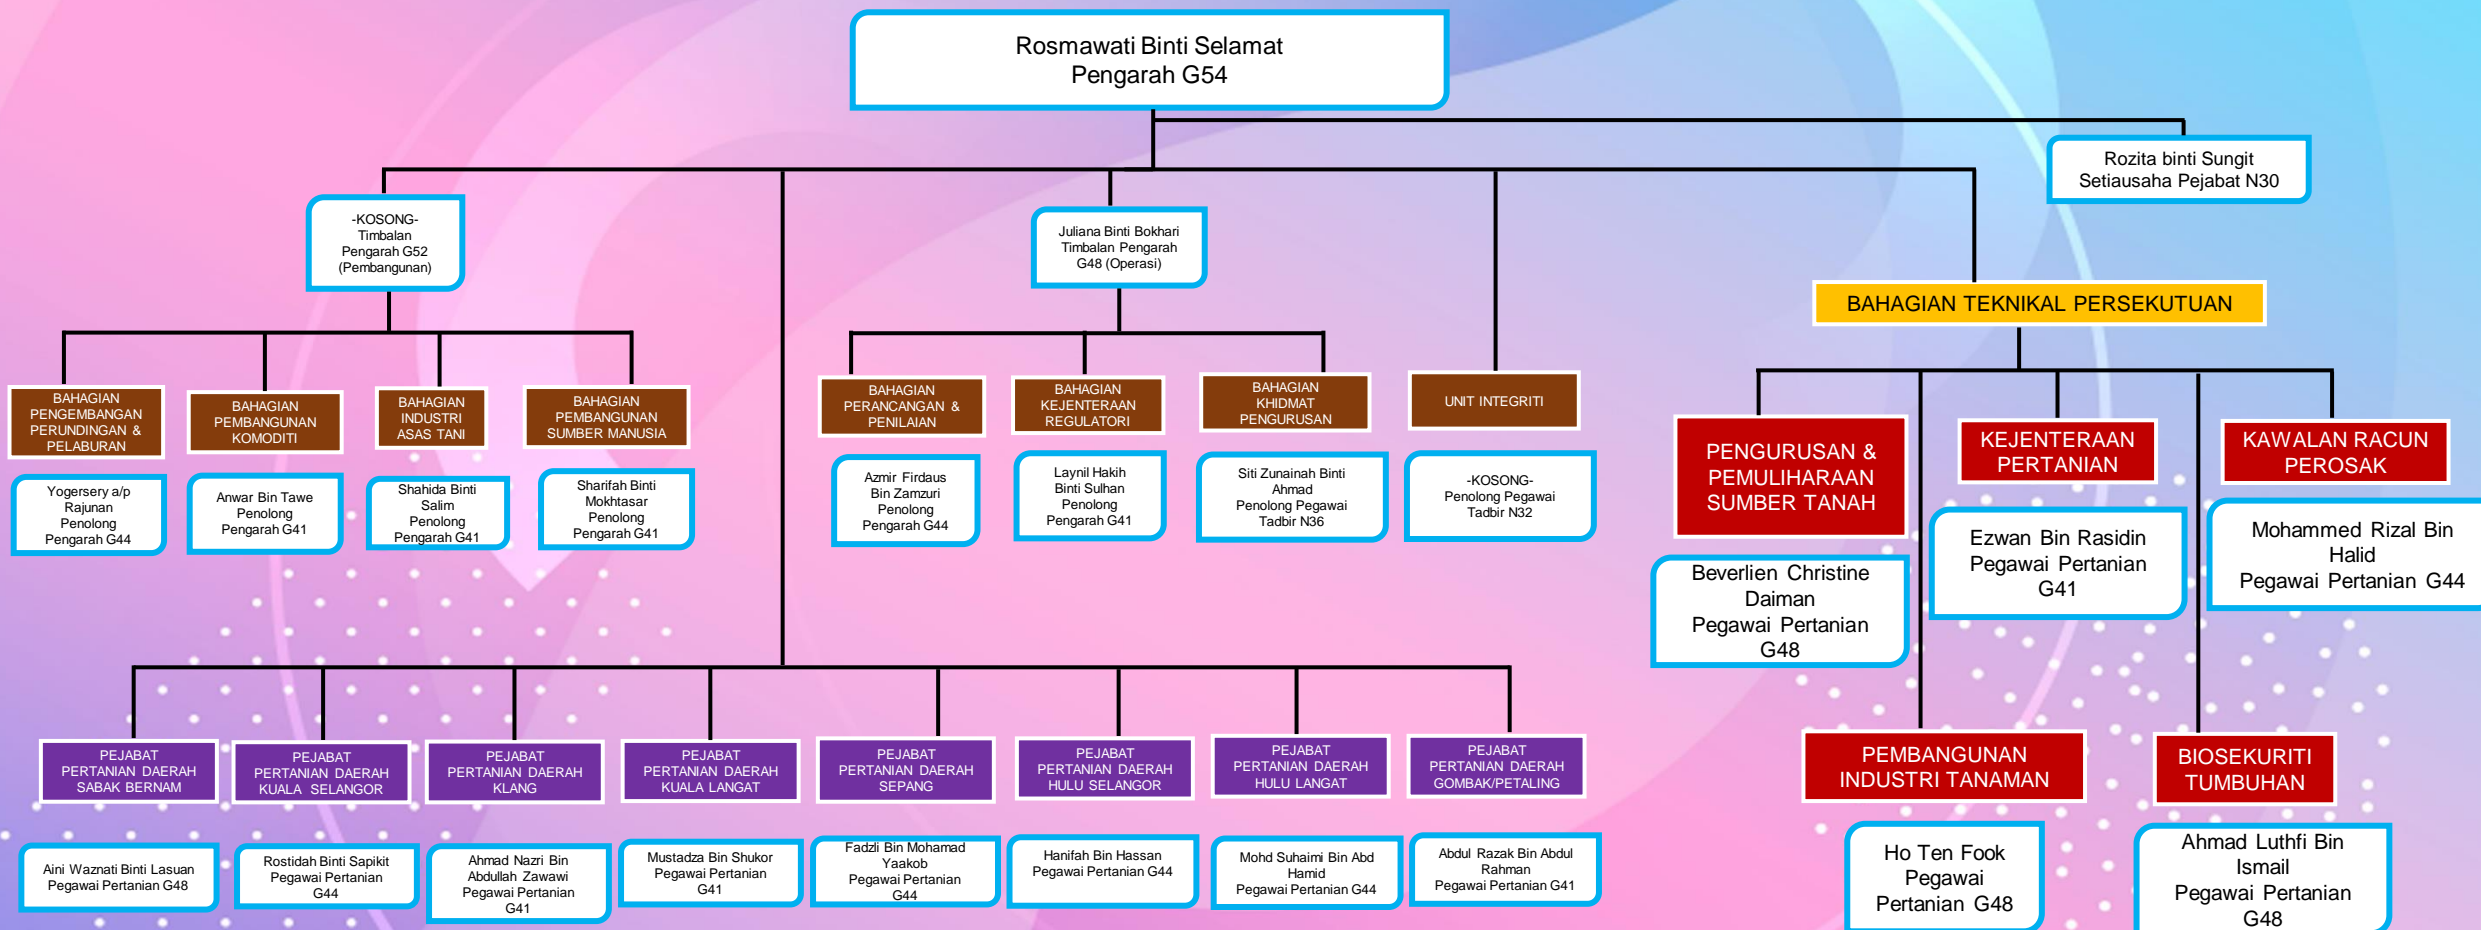 Rosmawati Binti Selamat
Pengarah G54
Rozita binti Sungit
Setiausaha Pejabat N30
-KOSONG-
Timbalan
Pengarah G52
(Pembangunan)
Juliana Binti Bokhari
Timbalan Pengarah
G48 (Operasi)
BAHAGIAN TEKNIKAL PERSEKUTUAN
BAHAGIAN
PENGEMBANGAN
PERUNDINGAN &
PELABURAN
BAHAGIAN
PEMBANGUNAN
KOMODITI
BAHAGIAN
INDUSTRI
ASAS TANI
BAHAGIAN
PEMBANGUNAN
SUMBER MANUSIA
BAHAGIAN
PERANCANGAN &
PENILAIAN
BAHAGIAN
KEJENTERAAN
REGULATORI
BAHAGIAN
KHIDMAT
PENGURUSAN
UNIT INTEGRITI
Yogersery a/p
Rajunan
Penolong
Pengarah G44
Anwar Bin Tawe
Penolong
Pengarah G41
Shahida Binti
Salim
Penolong
Pengarah G41
Sharifah Binti
Mokhtasar
Penolong
Pengarah G41
Azmir Firdaus
Bin Zamzuri
Penolong
Pengarah G44
Laynil Hakih
Binti Sulhan
Penolong
Pengarah G41
Siti Zunainah Binti
Ahmad
Penolong Pegawai
Tadbir N36
-KOSONG-
Penolong Pegawai
Tadbir N32
PENGURUSAN &
PEMULIHARAAN
SUMBER TANAH
KEJENTERAAN
PERTANIAN
KAWALAN RACUN
PEROSAK
Beverlien Christine
Daiman
Pegawai Pertanian
G48
Ezwan Bin Rasidin
Pegawai Pertanian
G41
Mohammed Rizal Bin
Halid
Pegawai Pertanian G44
PEJABAT
PERTANIAN DAERAH
SABAK BERNAM
PEJABAT
PERTANIAN DAERAH
KUALA SELANGOR
PEJABAT
PERTANIAN DAERAH
KLANG
PEJABAT
PERTANIAN DAERAH
KUALA LANGAT
PEJABAT
PERTANIAN DAERAH
SEPANG
PEJABAT
PERTANIAN DAERAH
HULU SELANGOR
PEJABAT
PERTANIAN DAERAH
HULU LANGAT
PEJABAT
PERTANIAN DAERAH
GOMBAK/PETALING
PEMBANGUNAN
INDUSTRI TANAMAN
BIOSEKURITI
TUMBUHAN
Aini Waznati Binti Lasuan
Pegawai Pertanian G48
Rostidah Binti Sapikit
Pegawai Pertanian
G44
Ahmad Nazri Bin
Abdullah Zawawi
Pegawai Pertanian
G41
Mustadza Bin Shukor
Pegawai Pertanian
G41
Fadzli Bin Mohamad
Yaakob
Pegawai Pertanian
G44
Hanifah Bin Hassan
Pegawai Pertanian G44
Mohd Suhaimi Bin Abd
Hamid
Pegawai Pertanian G44
Abdul Razak Bin Abdul
Rahman
Pegawai Pertanian G41
Ho Ten Fook
Pegawai
Pertanian G48
Ahmad Luthfi Bin
Ismail
Pegawai Pertanian
G48